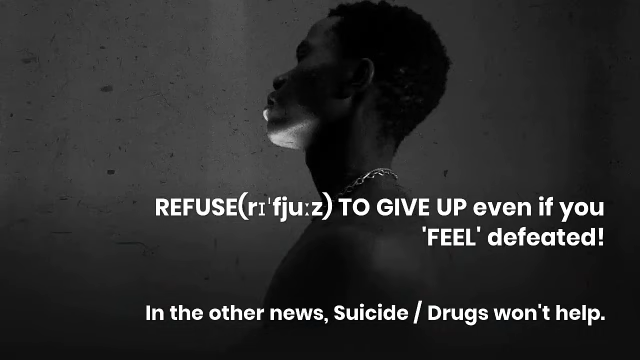 REFUSE(rɪˈfjuːz) TO GIVE UP even if you
'FEEL' defeated!
In the other news, Suicide / Drugs won't help.